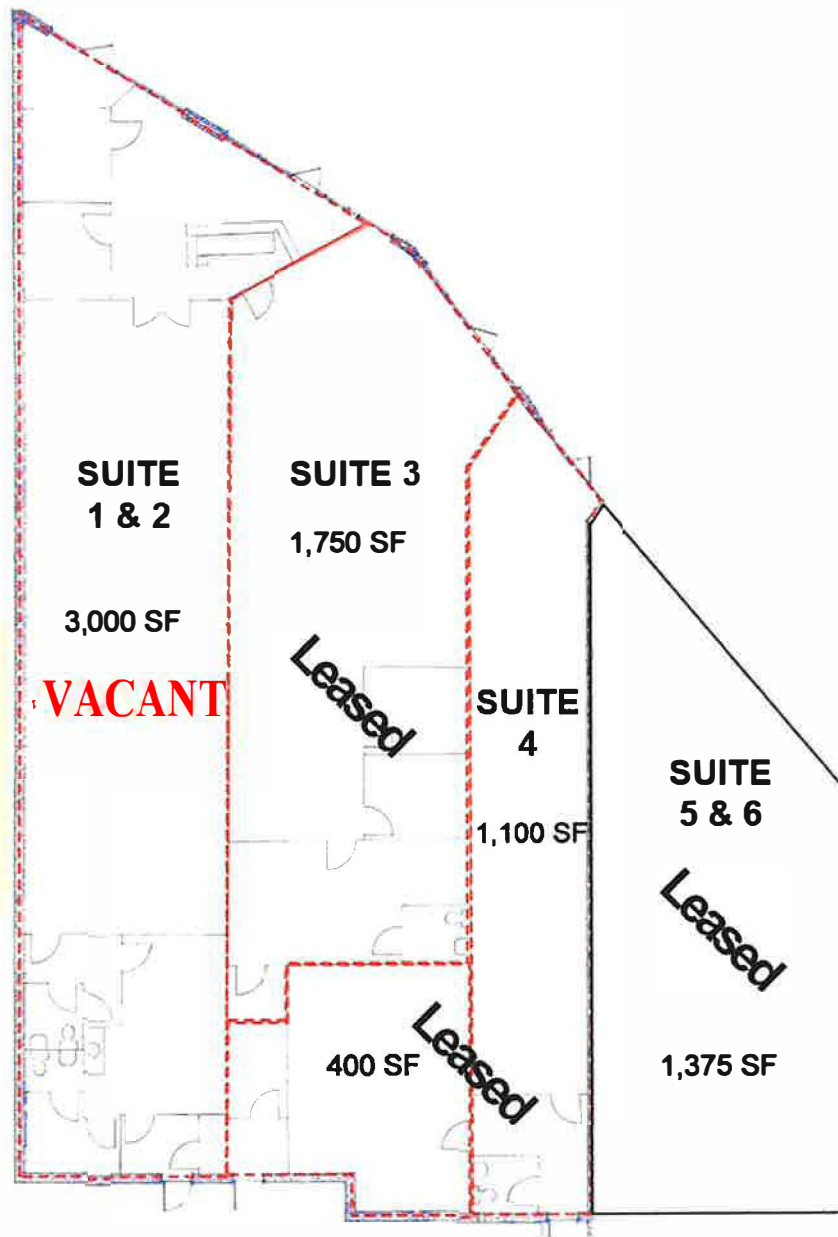 SUITE
1 & 2
3,000 SF
VACANT
SUITE 3
1,750 SF
Leased
SUITE
4
1,100 SF
400 SF
Leased
SUITE
5 & 6
Leased
1,375 SF